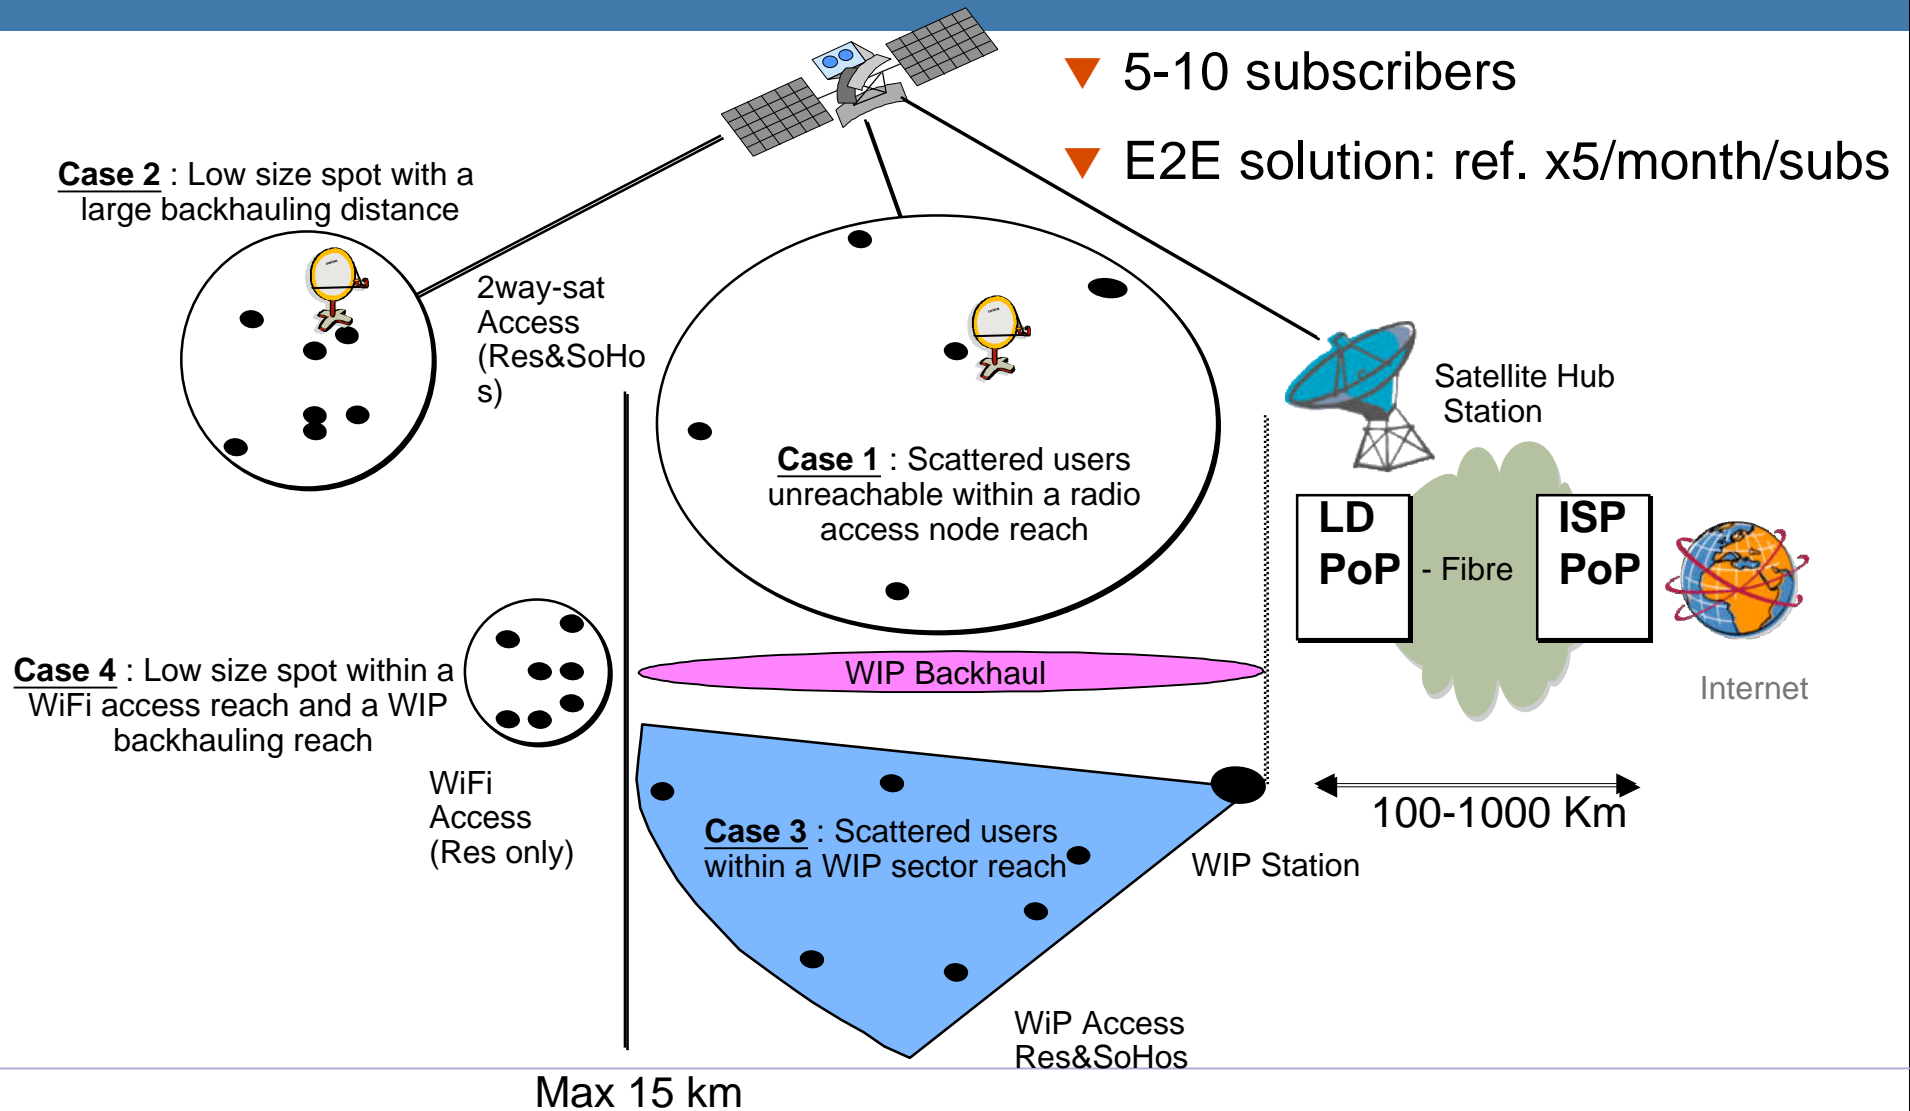 5-10 subscribers
E2E solution: ref. x5/month/subs
Case 2 : Low size spot with a
large backhauling distance
2way-sat
Access
(Res&SoHo
s)
Satellite Hub
Station
Case 1 : Scattered users
unreachable within a radio
access node reach
LD
PoP
- Fibre
ISP
PoP
Internet
WIP Backhaul
Case 4 : Low size spot within a
WiFi access reach and a WIP
backhauling reach
WiFi
Access
(Res only)
100-1000 Km
Case 3 : Scattered users
within a WIP sector reach
WIP Station
WiP Access
Res&SoHos
Max 15 km